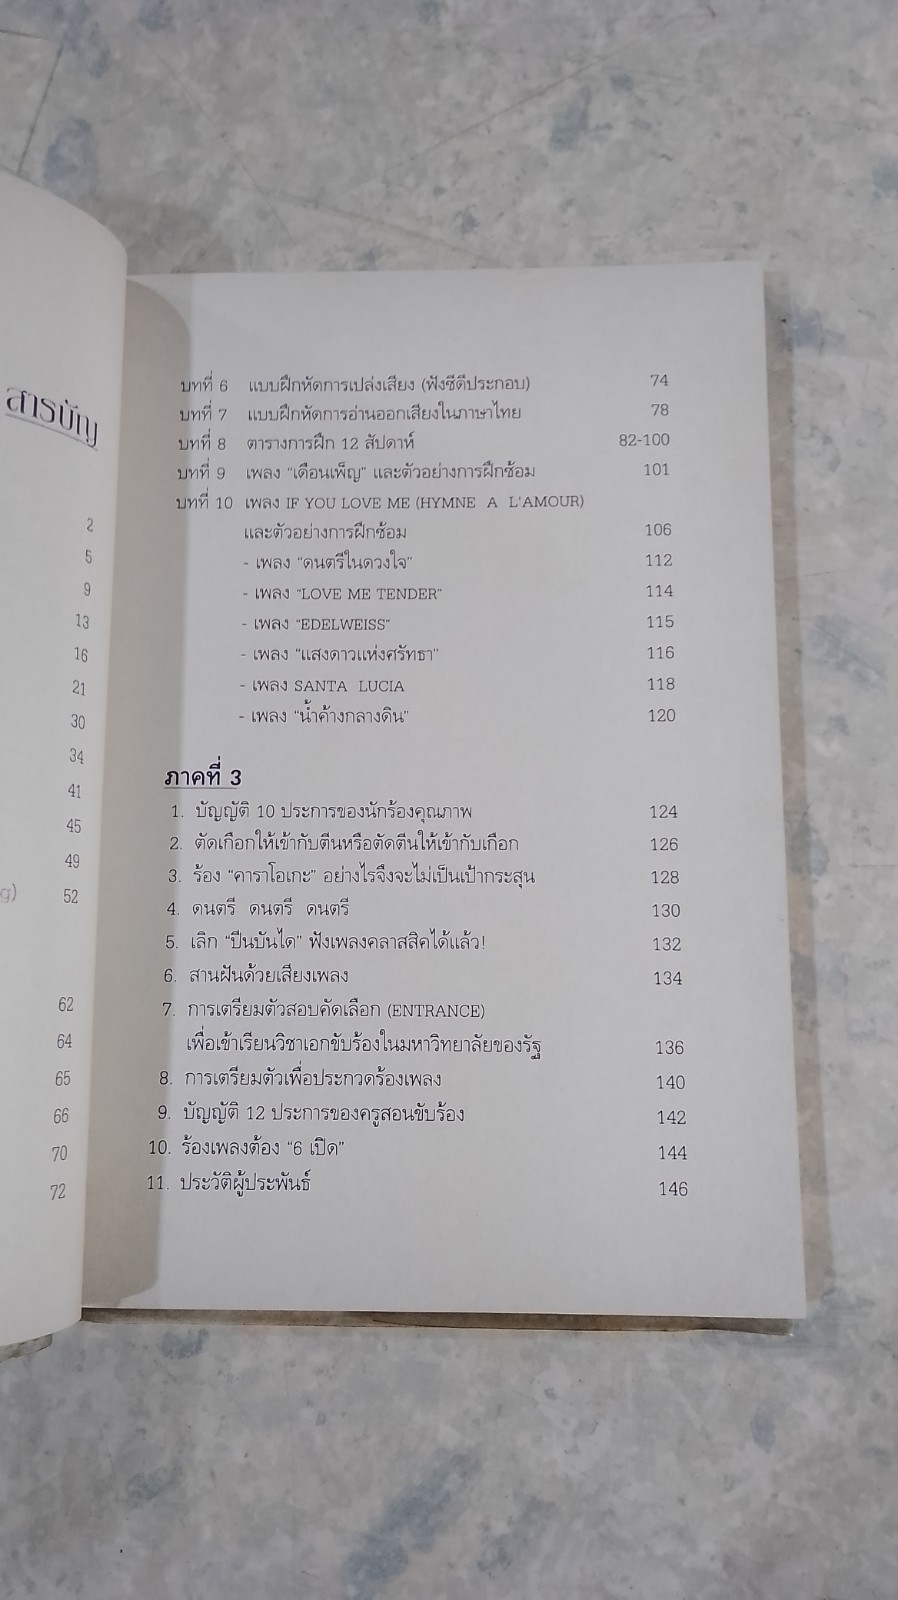 สารบัญ
2
5
9
13
16
21
30
34
41
45
49
g) 52
62
64
65
66
70
72
บทที่ 6 แบบฝึกหัดการเปล่งเสียง (ฟังซีดีประกอบ) 74
บทที่ 7 แบบฝึกหัดการอ่านออกเสียงในภาษาไทย 78
บทที่ 8 ตารางการฝึก 12 สัปดาห์ 82-100
บทที่ 9 เพลง "เดือนเพ็ญ" และตัวอย่างการฝึกซ้อม 101
บทที่ 10 เพลง IF YOU LOVE ME (HYMNE A L'AMOUR)
และตัวอย่างการฝึกซ้อม 106
- เพลง "ดนตรีในดวงใจ" 112
- เพลง "LOVE ME TENDER" 114
- เพลง "EDELWEISS" 115
- เพลง "แสงดาวแห่งศรัทธา" 116
- เพลง SANTA LUCIA 118
- เพลง "น้ำค้างกลางดิน" 120
ภาคที่ 3
1. บัญญัติ 10 ประการของนักร้องคุณภาพ 124
2. ตัดเกือกให้เข้ากับตีนหรือตัดตีนให้เข้ากับเกือก 126
3. ร้อง "คาราโอเกะ" อย่างไรจึงจะไม่เป็นเป้ากระสุน 128
4. ดนตรี ดนตรี ดนตรี 130
5. เลิก "ปีนบันได" ฟังเพลงคลาสสิคได้แล้ว! 132
6. สานฝันด้วยเสียงเพลง 134
7. การเตรียมตัวสอบคัดเลือก (ENTRANCE)
เพื่อเข้าเรียนวิชาเอกขับร้องในมหาวิทยาลัยของรัฐ 136
8. การเตรียมตัวเพื่อประกวดร้องเพลง 140
9. บัญญัติ 12 ประการของครูสอนขับร้อง 142
10. ร้องเพลงต้อง "6 เปิด" 144
11. ประวัติผู้ประพันธ์ 146